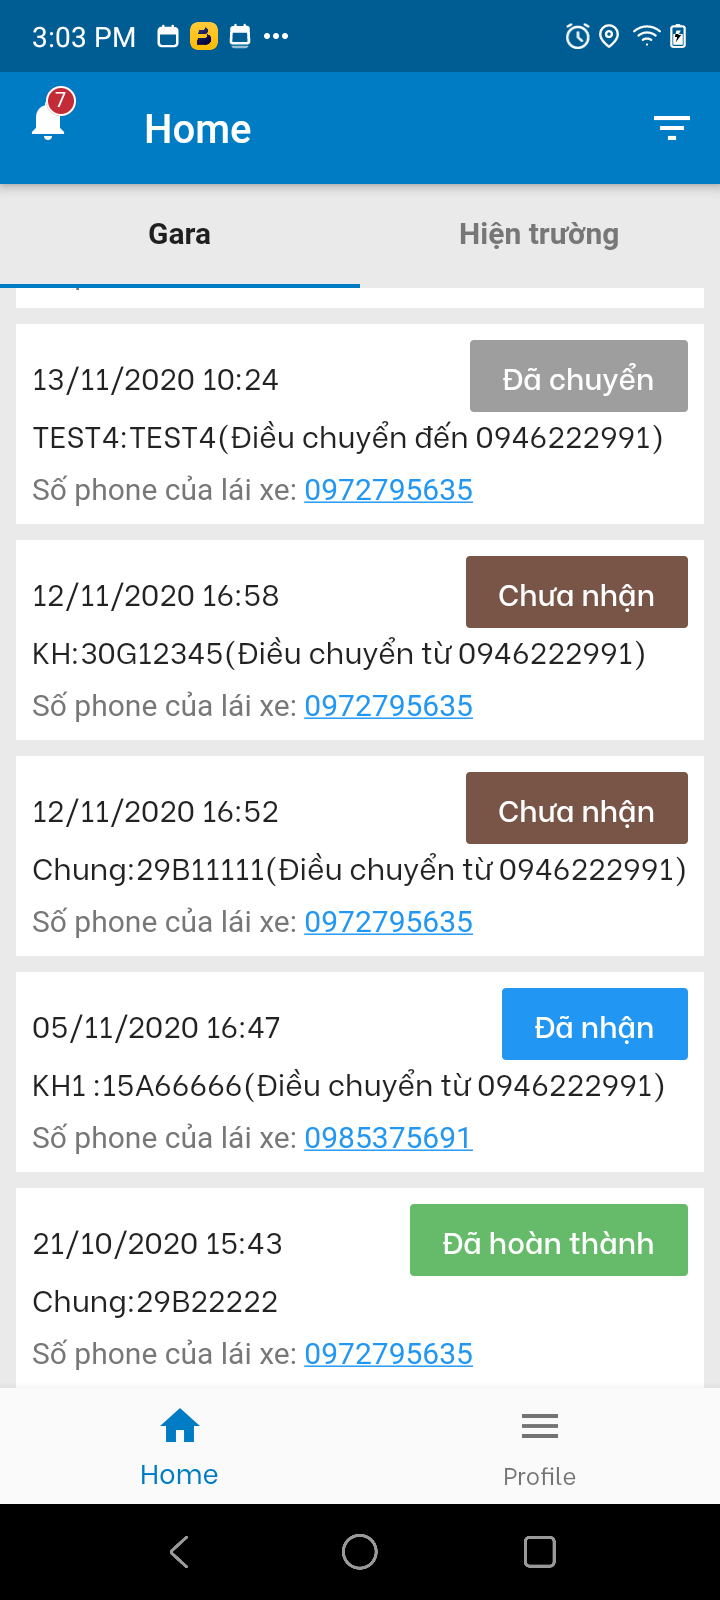 3:03 PM
7
Home
Gara
Hiện trường
13/11/2020 10:24
Đã chuyển
TEST4:TEST4(Điều chuyển đến 0946222991)
Số phone của lái xe: 0972795635
12/11/2020 16:58
Chưa nhận
KH:30G12345(Điều chuyển từ 0946222991)
Số phone của lái xe: 0972795635
12/11/2020 16:52
Chưa nhận
Chung:29B11111(Điều chuyển từ 0946222991)
Số phone của lái xe: 0972795635
05/11/2020 16:47
Đã nhận
KH1 :15A66666(Điều chuyển từ 0946222991)
Số phone của lái xe: 0985375691
21/10/2020 15:43
Đã hoàn thành
Chung:29B22222
Số phone của lái xe: 0972795635
Home
Profile